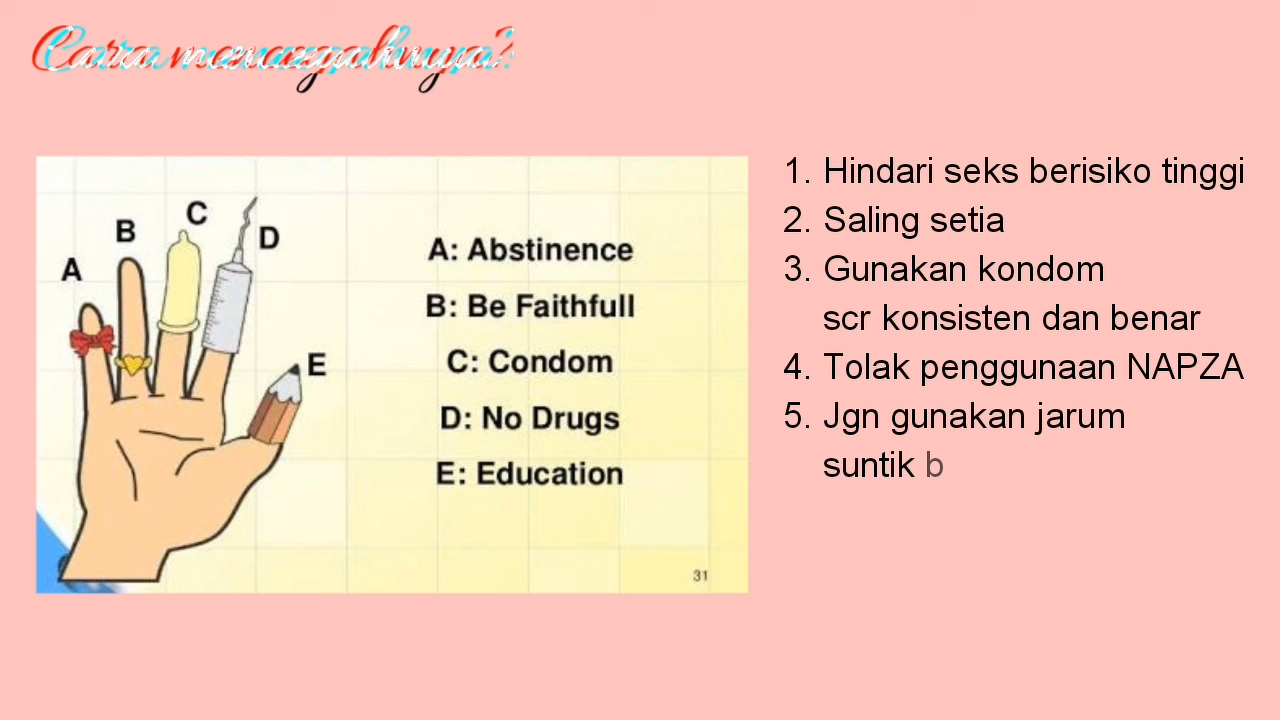 Cara mencegahnya?
A
B
C
D
E
A: Abstinence
B: Be Faithfull
C: Condom
D: No Drugs
E: Education
31
1. Hindari seks berisiko tinggi
2. Saling setia
3. Gunakan kondom
scr konsisten dan benar
4. Tolak penggunaan NAPZA
5. Jgn gunakan jarum
suntik b